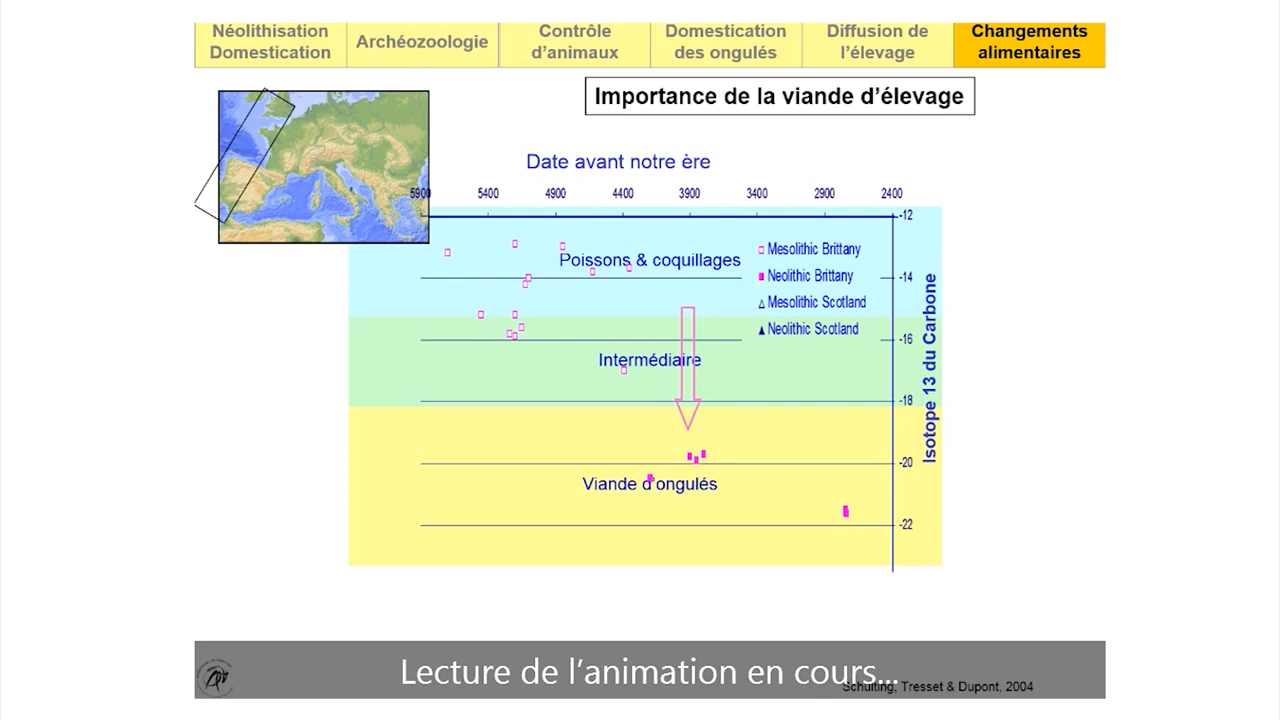 Néolithisation
Domestication
Archéozoologie
Contrôle
d'animaux
Domestication
des ongulés
Diffusion de
l'élevage
Changements
alimentaires
Importance de la viande d'élevage
Date avant notre ère
5900 5400 4900 4400 3900 3400 2900 2400
-12
Poissons & coquillages
Mesolithic Brittany
Neolithic Brittany
Mesolithic Scotland
Neolithic Scotland
-14
-16
Intermédiaire
-18
-20
Viande d'ongulés
-22
Isotope 13 du Carbone
Lecture de l'animation en cours...
Schulting, Tresset & Dupont, 2004